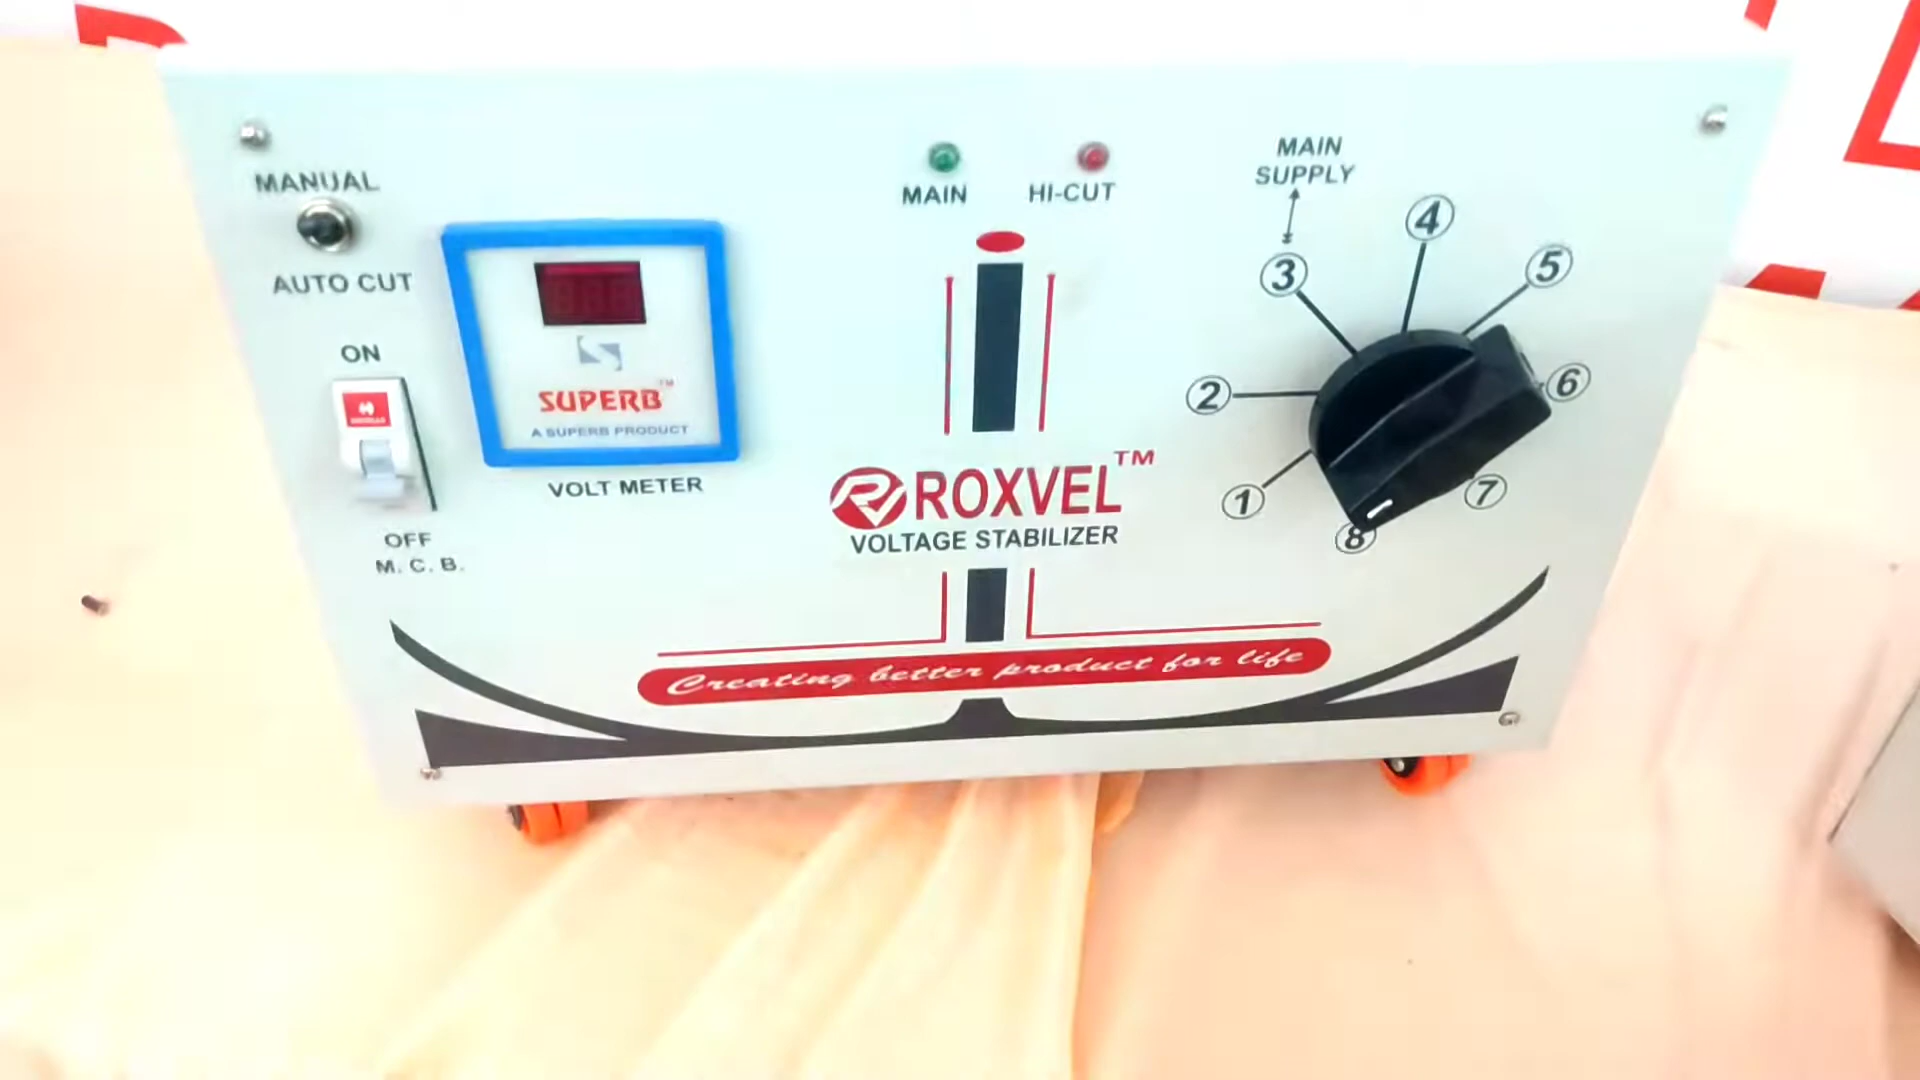 MANUAL
AUTO CUT
ON
OFF
M. C. B.
SUPERB™
A SUPERB PRODUCT
VOLT METER
MAIN
HI-CUT
MAIN
SUPPLY
1
2
3
4
5
6
7
8
ROXVEL™
VOLTAGE STABILIZER
Creating better product for life